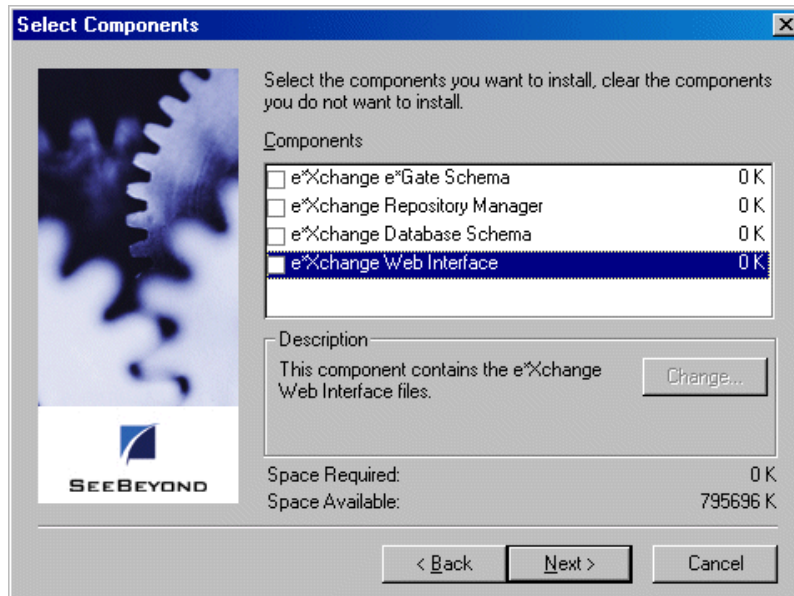 Select Components
Select the components you want to install, clear the components
you do not want to install.
Components
e*Xchange e*Gate Schema 0 K
e*Xchange Repository Manager 0 K
e*Xchange Database Schema 0 K
e*Xchange Web Interface 0 K
Description
This component contains the e*Xchange
Web Interface files.
Change...
SEEBEYOND
Space Required: 0 K
Space Available: 795696 K
< Back Next > Cancel